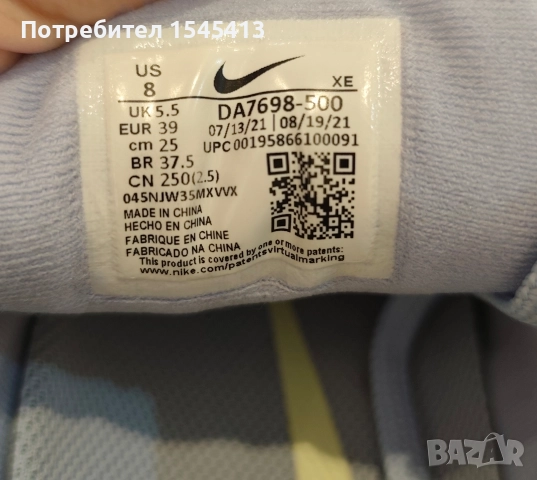 Потребител 1545413
US
8
XE
UK 5.5
DA7698-500
EUR 39
07/13/21 | 08/19/21
cm 25
UPC 00195866100091
BR 37.5
CN 250(2.5)
045NJW35MXVVX
MADE IN CHINA
HECHO EN CHINA
FABRIQUE EN CHINE
FABRICADO NA CHINA
This product is covered by one or more patents:
www.nike.com/patentsvirtualmarking
BAZAR